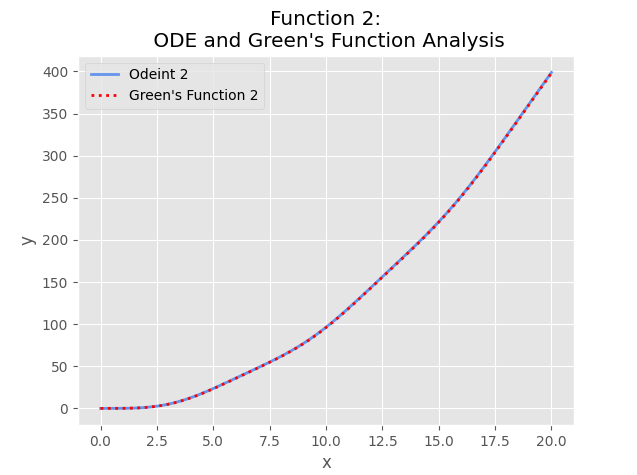 Function 2:
ODE and Green's Function Analysis
Odeint 2
Green's Function 2
y
400
350
300
250
200
150
100
50
0
0.0 2.5 5.0 7.5 10.0 12.5 15.0 17.5 20.0
x